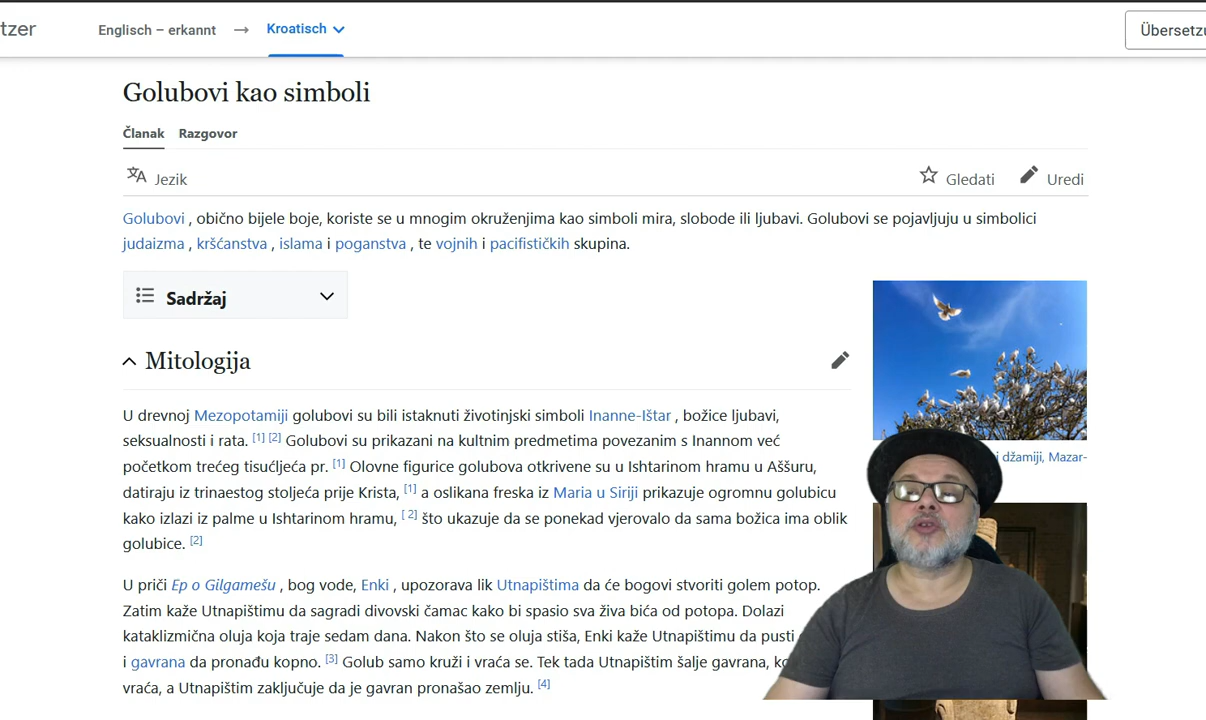 tzer
Englisch – erkannt → Kroatisch
Übersetzu
Golubovi kao simboli
Članak Razgovor
Jezik
Gledati Uredi
Golubovi , obično bijele boje, koriste se u mnogim okruženjima kao simboli mira, slobode ili ljubavi. Golubovi se pojavljuju u simbolici
judaizma , kršćanstva , islama i poganstva , te vojnih i pacifističkih skupina.
Sadržaj
Mitologija
U drevnoj Mezopotamiji golubovi su bili istaknuti životinjski simboli Inanne-Ištar , božice ljubavi,
seksualnosti i rata. [1] [2] Golubovi su prikazani na kultnim predmetima povezanim s Inannom već
početkom trećeg tisućljeća pr. [1] Olovne figurice golubova otkrivene su u Ishtarinom hramu u Aššuru,
datiraju iz trinaestog stoljeća prije Krista, [1] a oslikana freska iz Maria u Siriji prikazuje ogromnu golubicu
kako izlazi iz palme u Ishtarinom hramu, [ 2] što ukazuje da se ponekad vjerovalo da sama božica ima oblik
golubice. [2]
i džamiji, Mazar-
U priči Ep o Gilgamešu , bog vode, Enki , upozorava lik Utnapištima da će bogovi stvoriti golem potop.
Zatim kaže Utnapištimu da sagradi divovski čamac kako bi spasio sva živa bića od potopa. Dolazi
kataklizmična oluja koja traje sedam dana. Nakon što se oluja stiša, Enki kaže Utnapištimu da pusti
i gavrana da pronađu kopno. [3] Golub samo kruži i vraća se. Tek tada Utnapištim šalje gavrana,
vraća, a Utnapištim zaključuje da je gavran pronašao zemlju. [4]